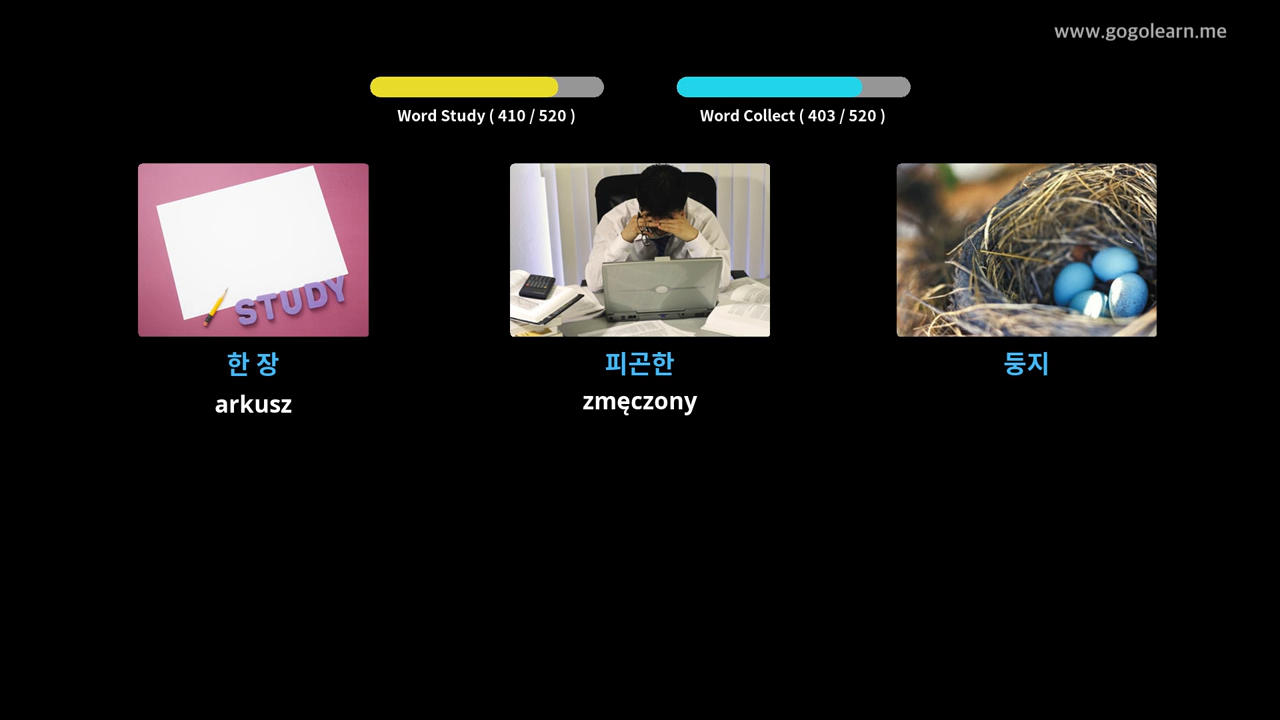 www.gogolearn.me
Word Study ( 410 / 520 )
Word Collect ( 403 / 520 )
STUDY
한 장
피곤한
둥지
arkusz
zmęczony